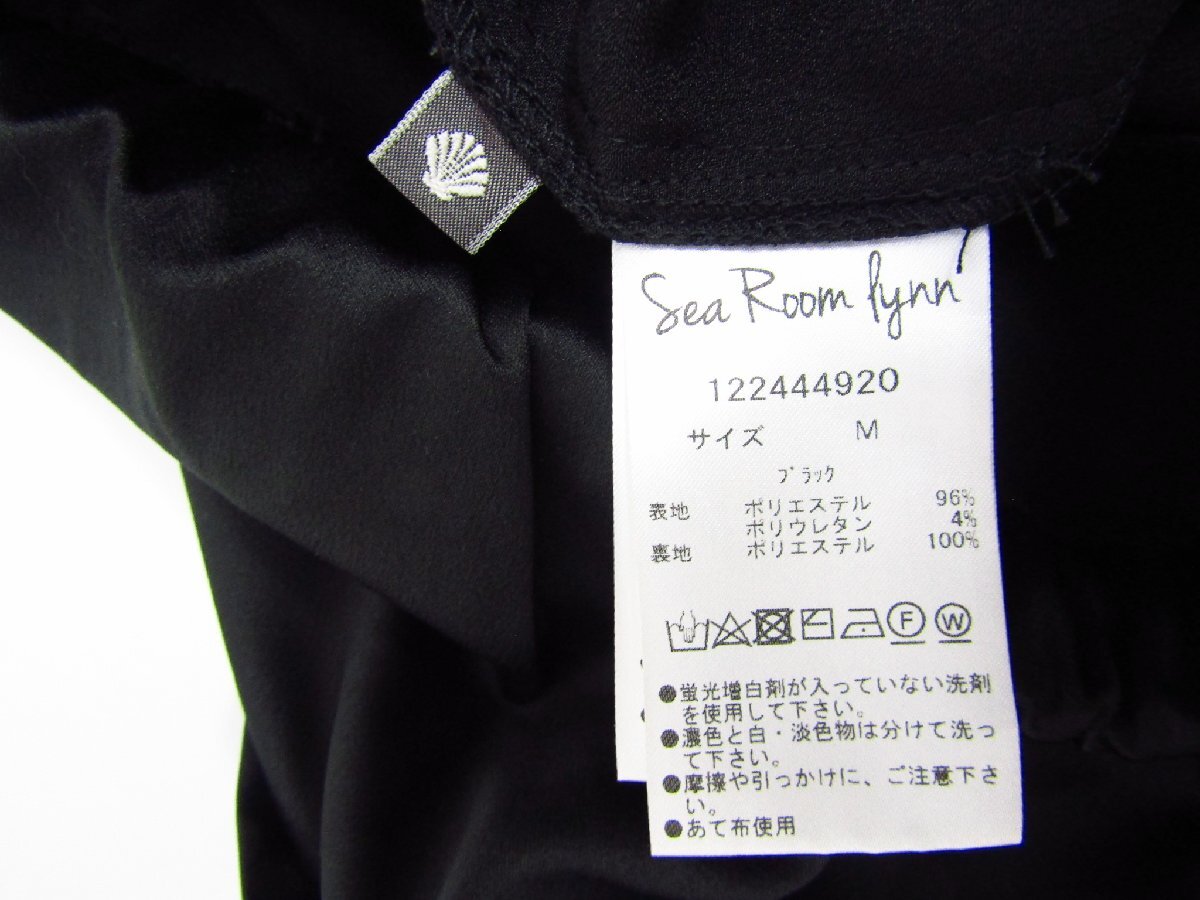 Sea Room lynn
122444920
サイズ M
ブラック
表地 ポリエステル 96%
ポリウレタン 4%
裏地 ポリエステル 100%
F W
●蛍光増白剤が入っていない洗剤
を使用して下さい。
●濃色と白・淡色物は分けて洗っ
て下さい。
●摩擦や引っかけに、ご注意下さ
い。
●あて布使用